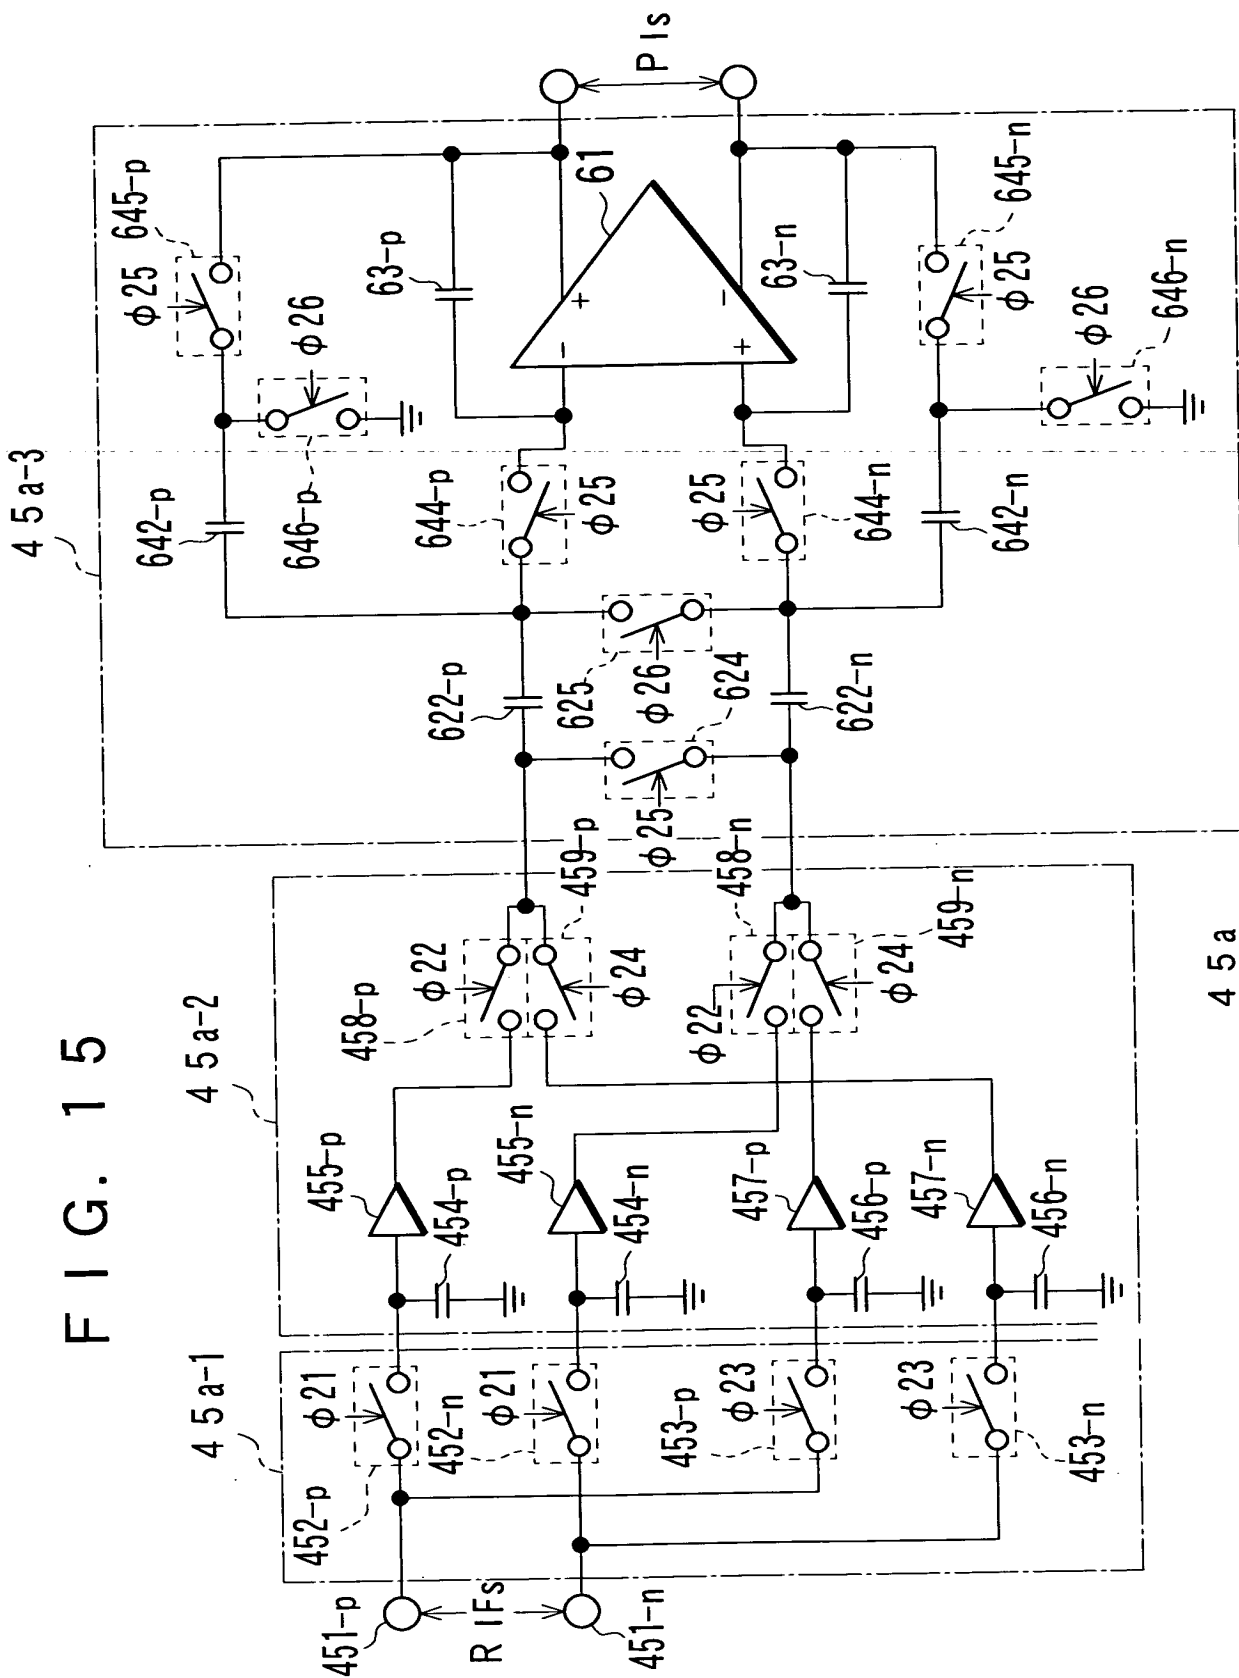 F I G. 1 5
4 5 a-1
4 5 a-2
4 5 a-3
4 5 a
451-p
R IFs
451-n
452-p
φ21
452-n
φ21
453-p
φ23
453-n
φ23
455-p
454-p
455-n
454-n
457-p
456-p
457-n
456-n
458-p
φ22
459-p
φ24
458-n
φ22
459-n
φ24
622-p
625
φ26
624
φ25
622-n
642-p
646-p
φ26
645-p
φ25
644-p
φ25
644-n
φ25
642-n
645-n
φ25
646-n
φ26
63-p
61
63-n
−
+
+
−
P Is